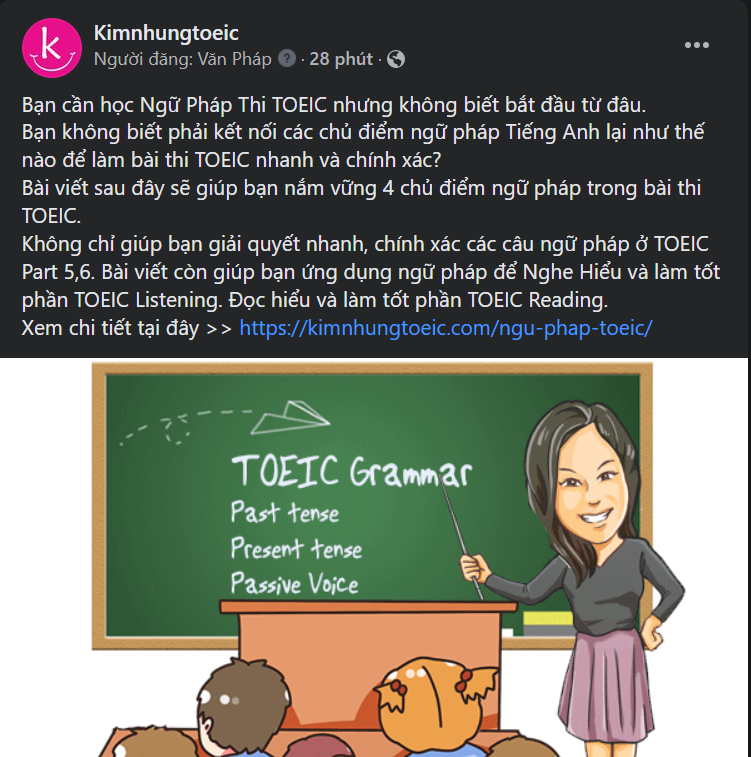 Kimnhungtoeic
Người đăng: Văn Pháp ? · 28 phút ·
Bạn cần học Ngữ Pháp Thi TOEIC nhưng không biết bắt đầu từ đâu.
Bạn không biết phải kết nối các chủ điểm ngữ pháp Tiếng Anh lại như thế
nào để làm bài thi TOEIC nhanh và chính xác?
Bài viết sau đây sẽ giúp bạn nắm vững 4 chủ điểm ngữ pháp trong bài thi
TOEIC.
Không chỉ giúp bạn giải quyết nhanh, chính xác các câu ngữ pháp ở TOEIC
Part 5,6. Bài viết còn giúp bạn ứng dụng ngữ pháp để Nghe Hiểu và làm tốt
phần TOEIC Listening. Đọc hiểu và làm tốt phần TOEIC Reading.
Xem chi tiết tại đây >> https://kimnhungtoeic.com/ngu-phap-toeic/
TOEIC Grammar
Past tense
Present tense
Passive Voice